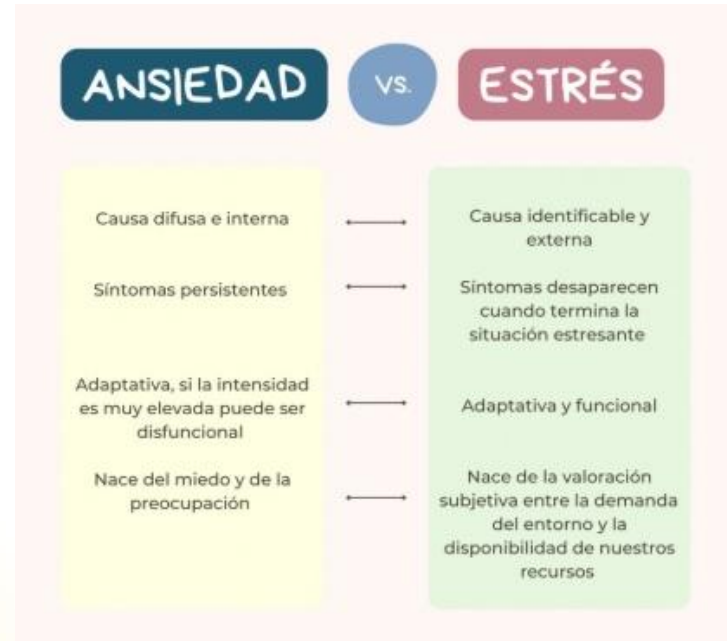 ANSIEDAD
VS.
ESTRÉS
Causa difusa e interna
Causa identificable y
externa
Síntomas persistentes
Síntomas desaparecen
cuando termina la
situación estresante
Adaptativa, si la intensidad
es muy elevada puede ser
disfuncional
Adaptativa y funcional
Nace del miedo y de la
preocupación
Nace de la valoración
subjetiva entre la demanda
del entorno y la
disponibilidad de nuestros
recursos